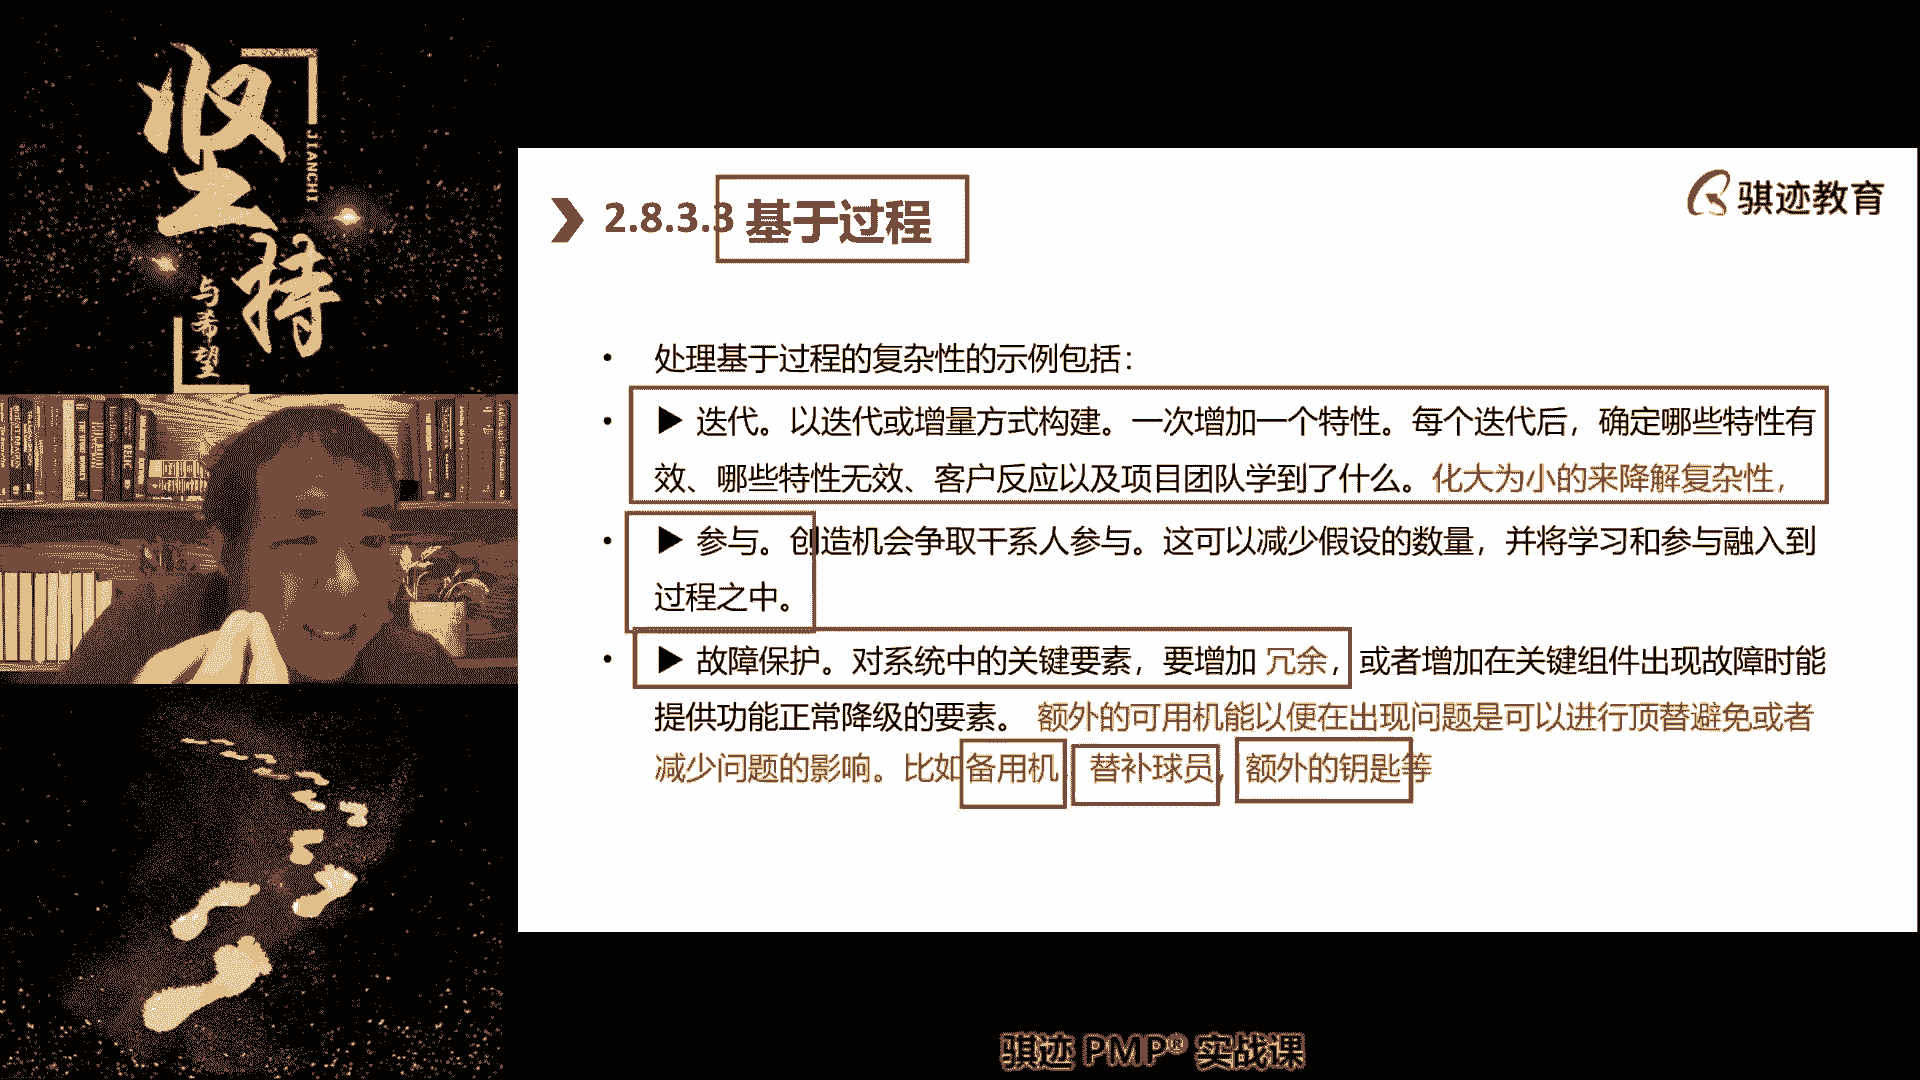 坚持
JIANCHI
与希望
2.8.3.3 基于过程
骐迹教育
• 处理基于过程的复杂性的示例包括：
• ▶ 迭代。以迭代或增量方式构建。一次增加一个特性。每个迭代后，确定哪些特性有
效、哪些特性无效、客户反应以及项目团队学到了什么。化大为小的来降解复杂性，
• ▶ 参与。创造机会争取干系人参与。这可以减少假设的数量，并将学习和参与融入到
过程之中。
• ▶ 故障保护。对系统中的关键要素，要增加 冗余，或者增加在关键组件出现故障时能
提供功能正常降级的要素。 额外的可用机能以便在出现问题是可以进行顶替避免或者
减少问题的影响。比如备用机，替补球员，额外的钥匙等
骐迹 PMP® 实战课